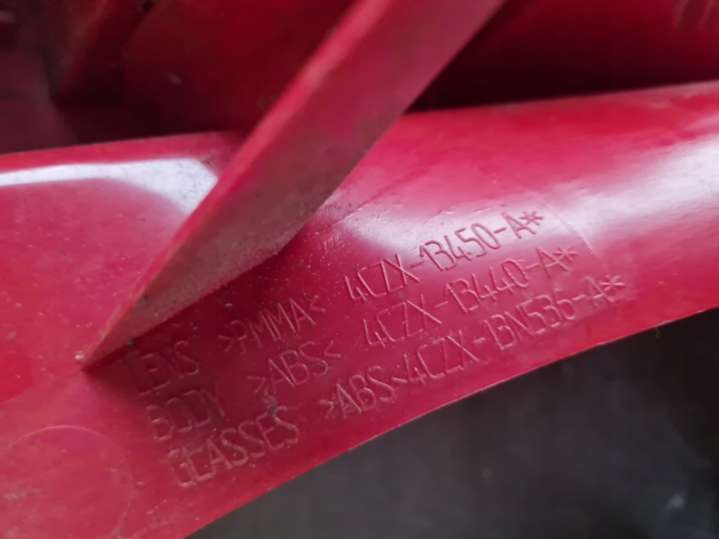 LENS >PMMA< 4CZX-13450-A*
BODY >ABS< 4CZX-13440-A*
GLASSES >ABS<4CZX-13N536-A*